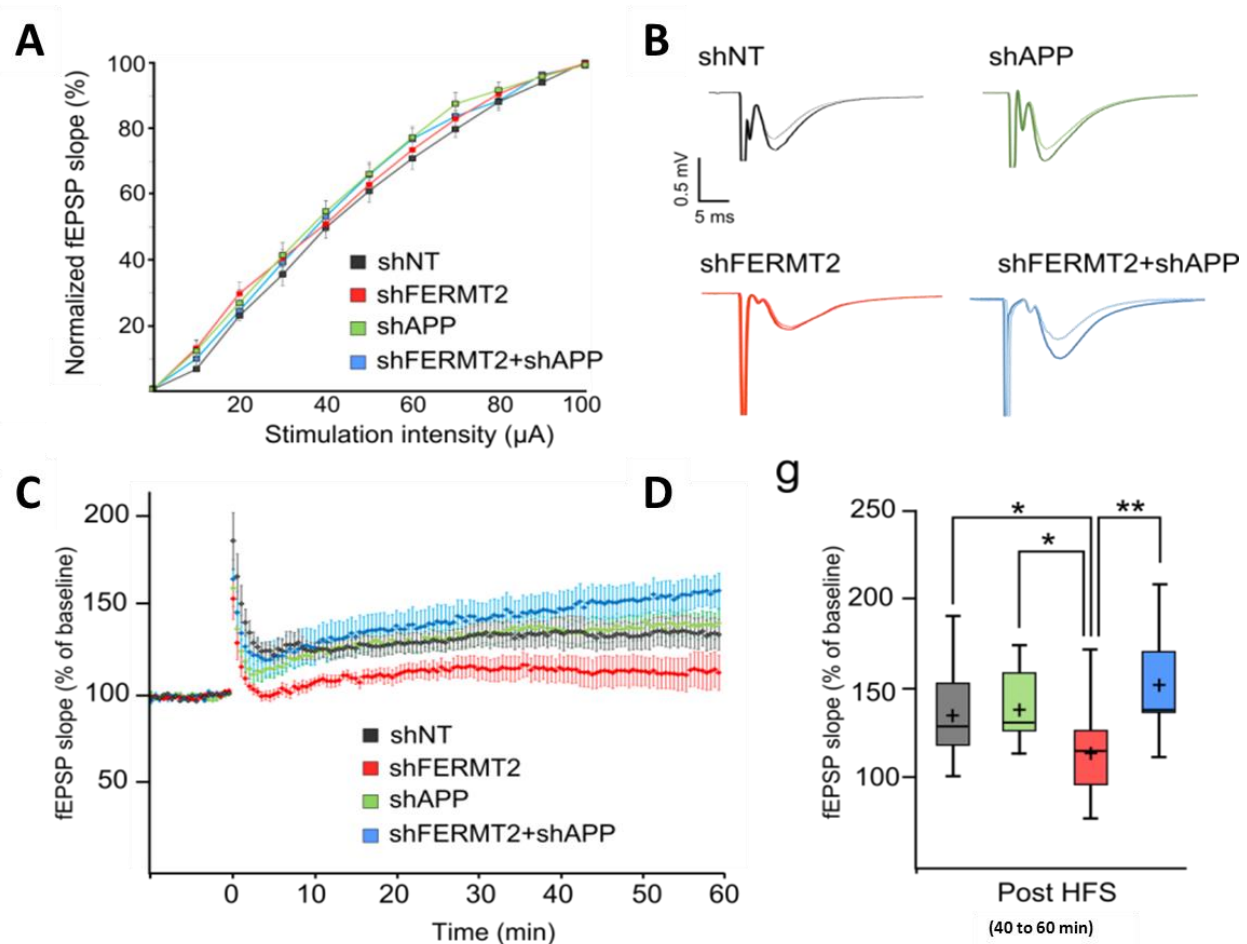 A
Normalized fEPSP slope (%)
100
80
60
40
20
shNT
shFERMT2
shAPP
shFERMT2+shAPP
20 40 60 80 100
Stimulation intensity (µA)
B
shNT
shAPP
0.5 mV
5 ms
shFERMT2
shFERMT2+shAPP
C
fEPSP slope (% of baseline)
200
150
100
50
shNT
shFERMT2
shAPP
shFERMT2+shAPP
0 10 20 30 40 50 60
Time (min)
D
g
fEPSP slope (% of baseline)
250
200
150
100
* **
*
Post HFS
(40 to 60 min)